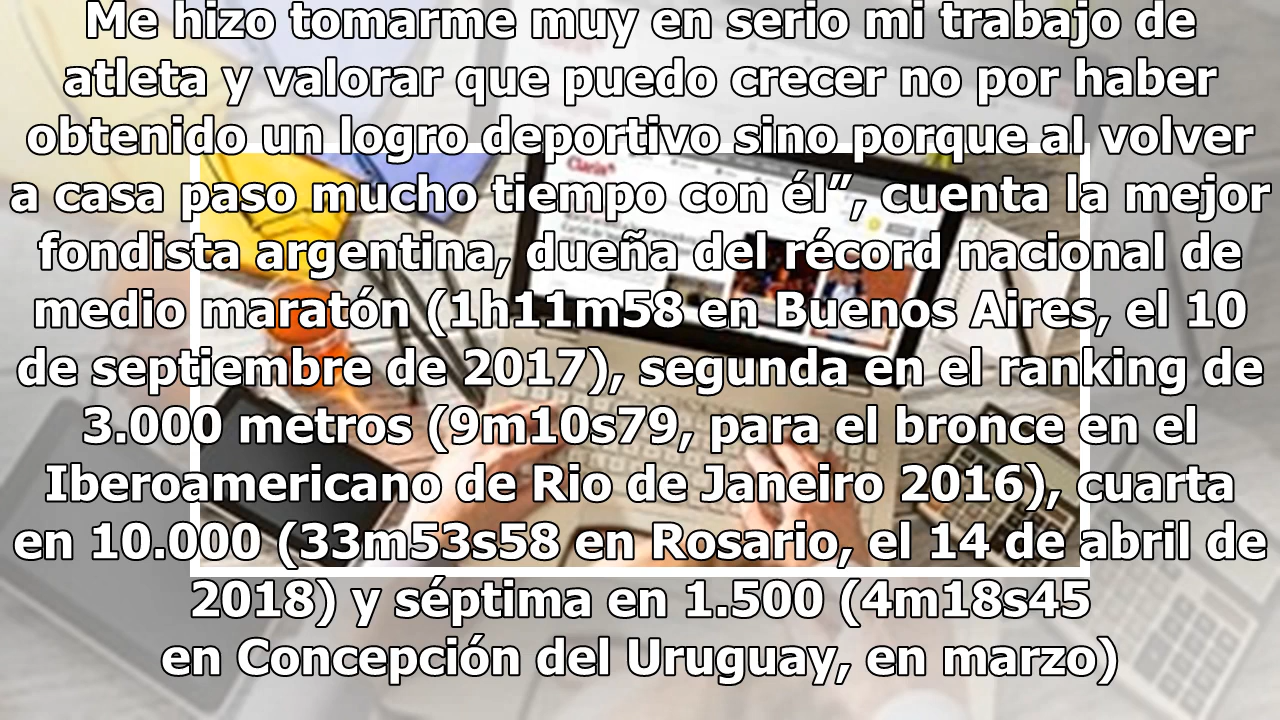 Me hizo tomarme muy en serio mi trabajo de
atleta y valorar que puedo crecer no por haber
obtenido un logro deportivo sino porque al volver
a casa paso mucho tiempo con él”, cuenta la mejor
fondista argentina, dueña del récord nacional de
medio maratón (1h11m58 en Buenos Aires, el 10
de septiembre de 2017), segunda en el ranking de
3.000 metros (9m10s79, para el bronce en el
Iberoamericano de Rio de Janeiro 2016), cuarta
en 10.000 (33m53s58 en Rosario, el 14 de abril de
2018) y séptima en 1.500 (4m18s45
en Concepción del Uruguay, en marzo)
Clarín